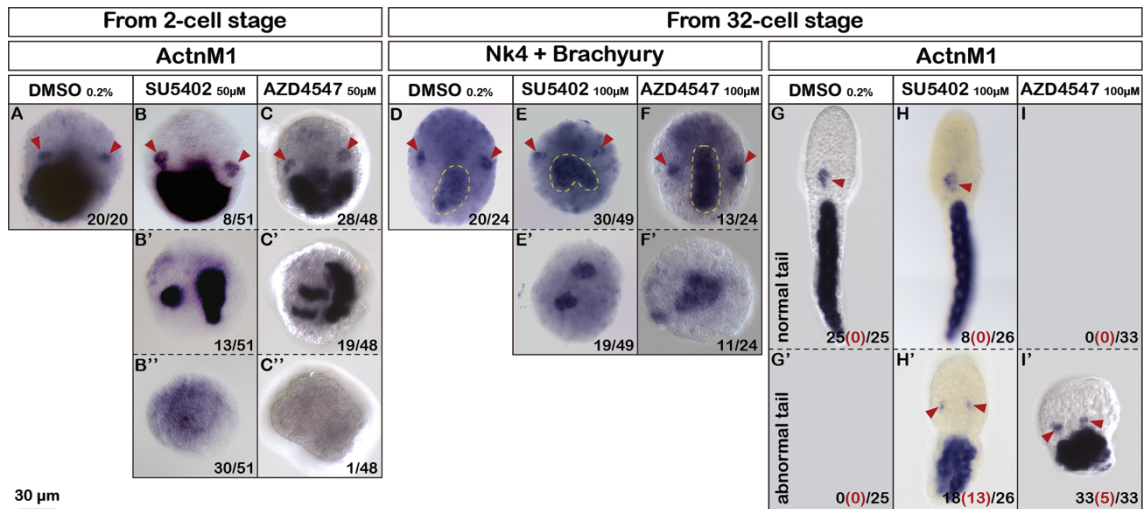 From 2-cell stage
From 32-cell stage
ActnM1
Nk4 + Brachyury
ActnM1
DMSO 0.2%
SU5402 50µM
AZD4547 50µM
DMSO 0.2%
SU5402 100µM
AZD4547 100µM
DMSO 0.2%
SU5402 100µM
AZD4547 100µM
A
B
C
D
E
F
G
H
I
20/20
8/51
28/48
20/24
30/49
13/24
B'
C'
E'
F'
normal tail
13/51
19/48
19/49
11/24
25(0)/25
8(0)/26
0(0)/33
B''
C''
G'
H'
I'
abnormal tail
30/51
1/48
0(0)/25
18(13)/26
33(5)/33
30 µm